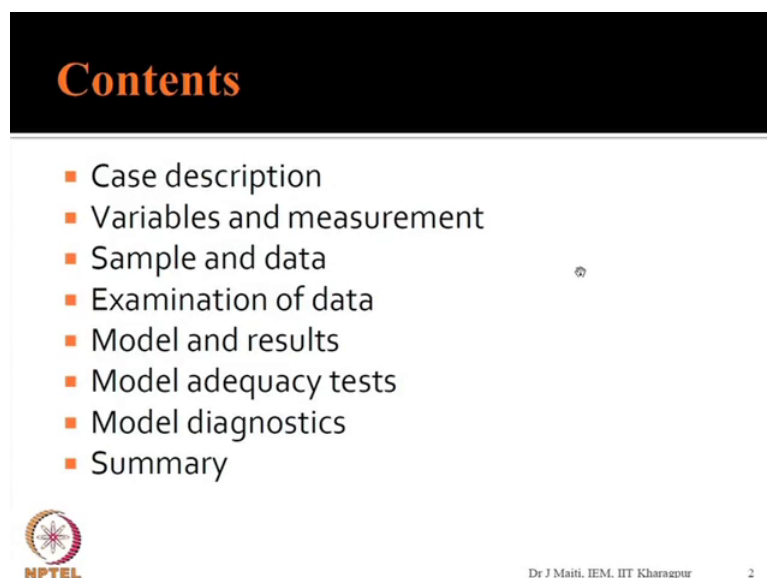 Contents
Case description
Variables and measurement
Sample and data
Examination of data
Model and results
Model adequacy tests
Model diagnostics
Summary
NPTEL
Dr J Maiti, IEM, IIT Kharagpur 2